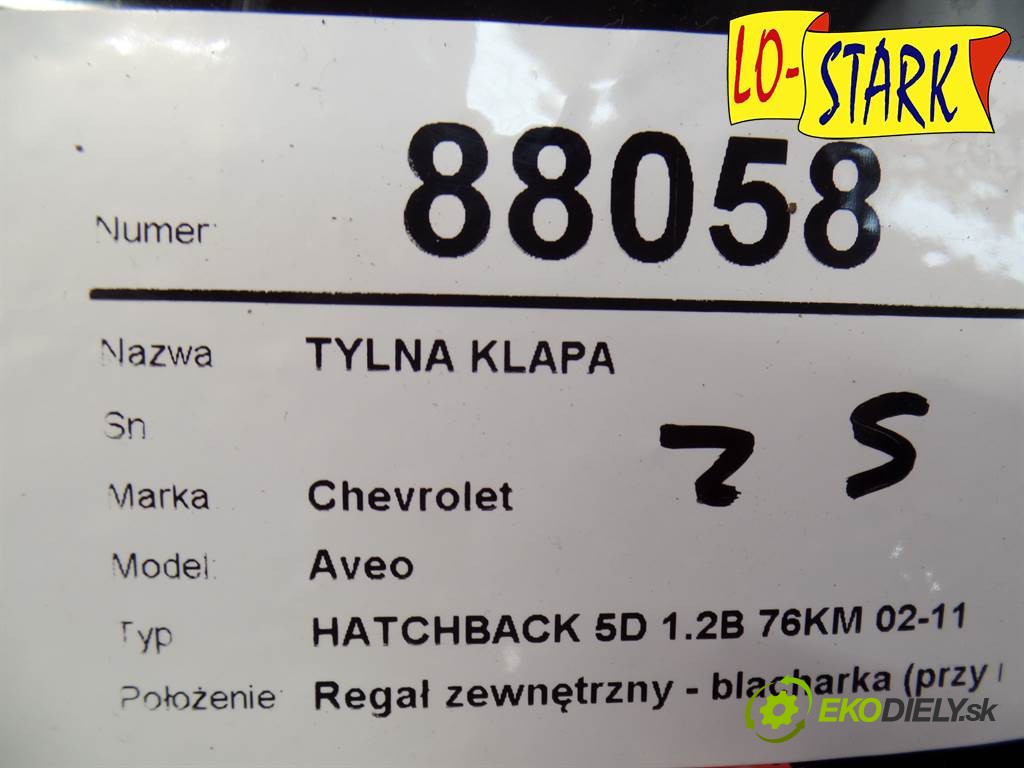 LO-STARK
Numer: 88058
Nazwa TYLNA KLAPA
Sn
2 S
Marka Chevrolet
Model: Aveo
Typ HATCHBACK 5D 1.2B 76KM 02-11
Położenie: Regał zewnętrzny - blacharka (przy
EKODIELY.sk